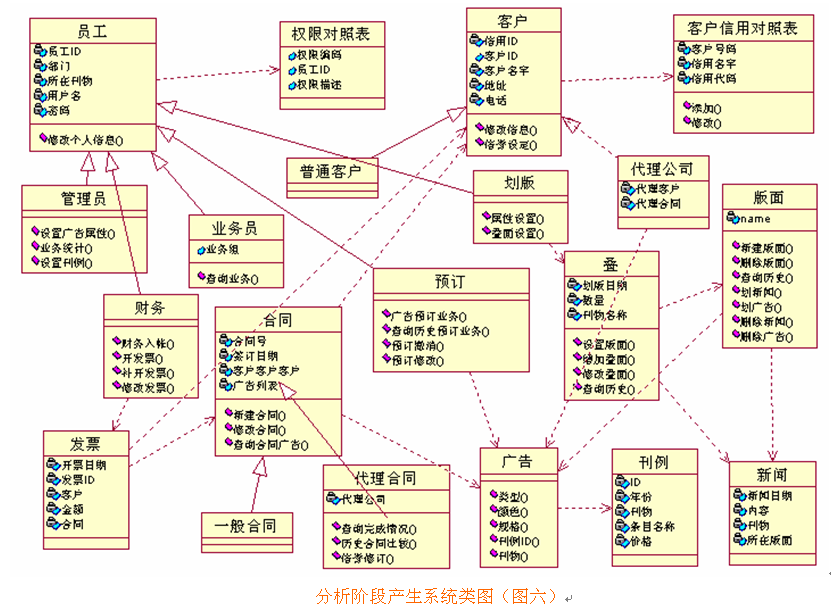 员工
员工ID
部门
所在刊物
用户名
密码
修改个人信息()
权限对照表
权限编码
员工ID
权限描述
客户
信用ID
客户ID
客户名字
地址
电话
修改信息()
信誉设定()
客户信用对照表
客户号码
信用名字
信用代码
添加()
修改()
普通客户
划版
属性设置()
叠面设置()
代理公司
代理客户
代理合同
版面
name
新建版面()
删除版面()
查询历史()
划新闻()
划广告()
删除新闻()
删除广告()
管理员
设置广告属性()
业务统计()
设置刊例()
业务员
业务组
查询业务()
叠
划版日期
数量
刊物名称
设置版面()
增加叠面()
修改叠面()
查询历史()
预订
广告预订业务()
查询历史预订业务()
预订撤消()
预订修改()
财务
财务入帐()
开发票()
补开发票()
修改发票()
合同
合同号
签订日期
客户客户客户
广告列表
新建合同()
修改合同()
查询合同广告()
发票
开票日期
发票ID
客户
金额
合同
一般合同
代理合同
代理公司
查询完成情况()
历史合同比较()
信誉修订()
广告
类型()
颜色()
规格()
刊例ID()
刊物()
刊例
ID
年份
刊物
条目名称
价格
新闻
新闻日期
内容
刊物
所在版面
分析阶段产生系统类图（图六）